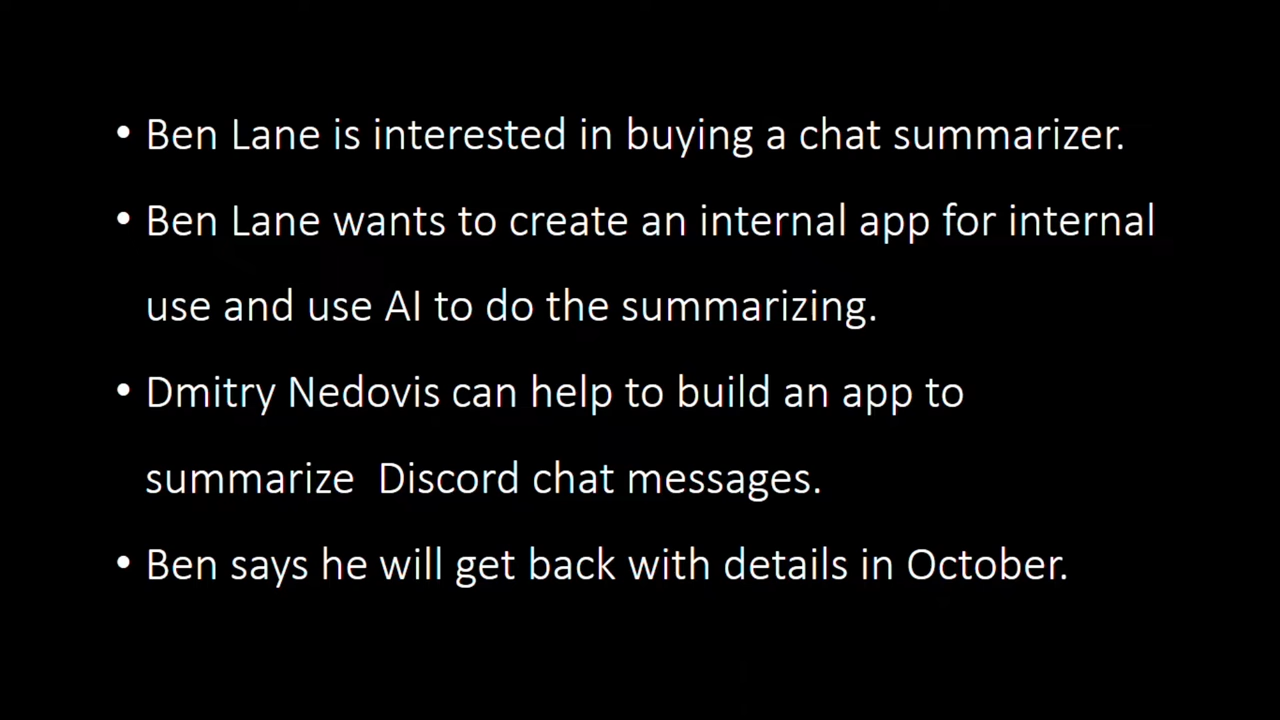 • Ben Lane is interested in buying a chat summarizer.
• Ben Lane wants to create an internal app for internal
use and use AI to do the summarizing.
• Dmitry Nedovis can help to build an app to
summarize  Discord chat messages.
• Ben says he will get back with details in October.